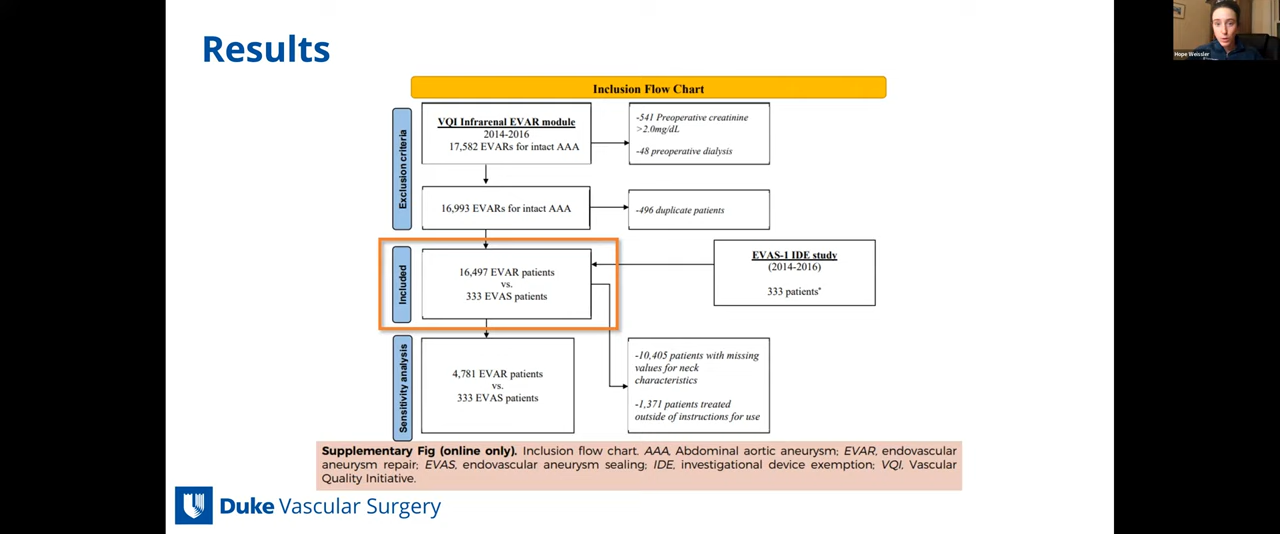 Results
Hope Weissler
Inclusion Flow Chart
Exclusion criteria
VQI Infrarenal EVAR module
2014-2016
17,582 EVARs for intact AAA
-541 Preoperative creatinine
>2.0mg/dL
-48 preoperative dialysis
16,993 EVARs for intact AAA
-496 duplicate patients
Included
16,497 EVAR patients
vs.
333 EVAS patients
EVAS-1 IDE study
(2014-2016)
333 patients*
Sensitivity analysis
4,781 EVAR patients
vs.
333 EVAS patients
-10,405 patients with missing
values for neck
characteristics
-1,371 patients treated
outside of instructions for use
Supplementary Fig (online only). Inclusion flow chart. AAA, Abdominal aortic aneurysm; EVAR, endovascular
aneurysm repair; EVAS, endovascular aneurysm sealing; IDE, investigational device exemption; VQI, Vascular
Quality Initiative.
Duke Vascular Surgery